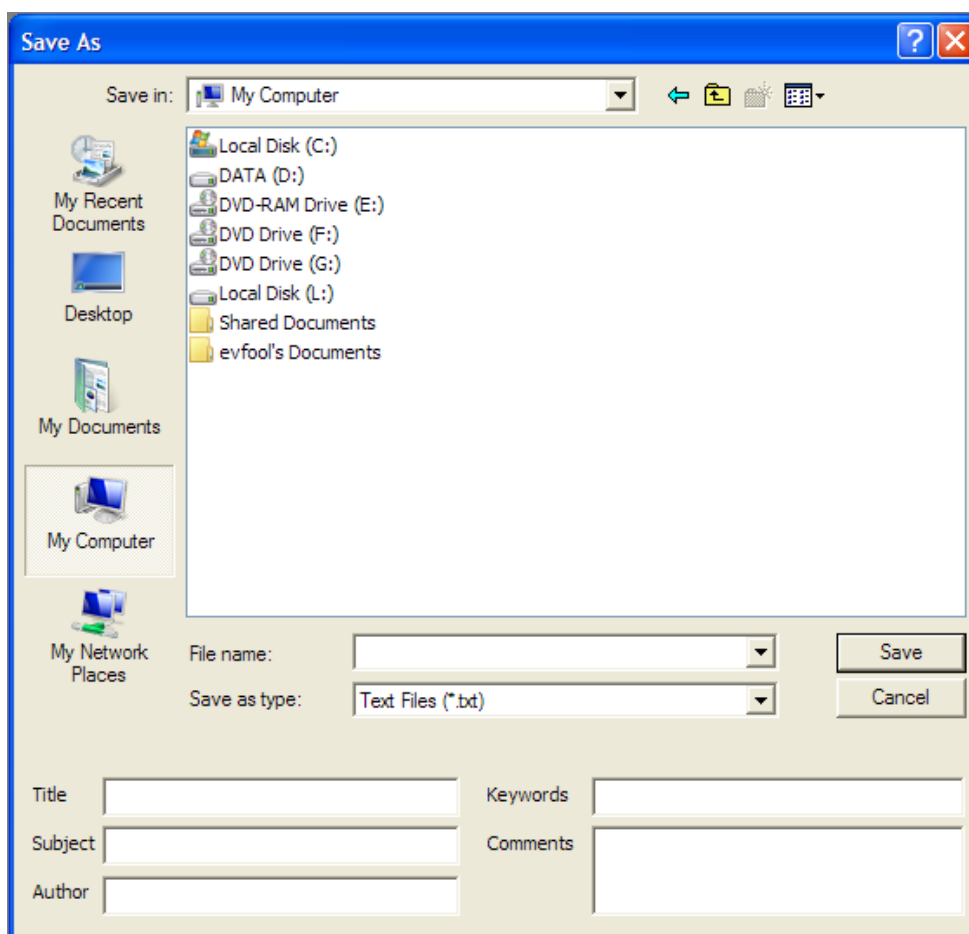 Save As
Save in:
My Computer
My Recent
Documents
Desktop
My Documents
My Computer
My Network
Places
Local Disk (C:)
DATA (D:)
DVD-RAM Drive (E:)
DVD Drive (F:)
DVD Drive (G:)
Local Disk (L:)
Shared Documents
evfool's Documents
File name:
Save
Save as type:
Text Files (*.txt)
Cancel
Title
Keywords
Subject
Comments
Author